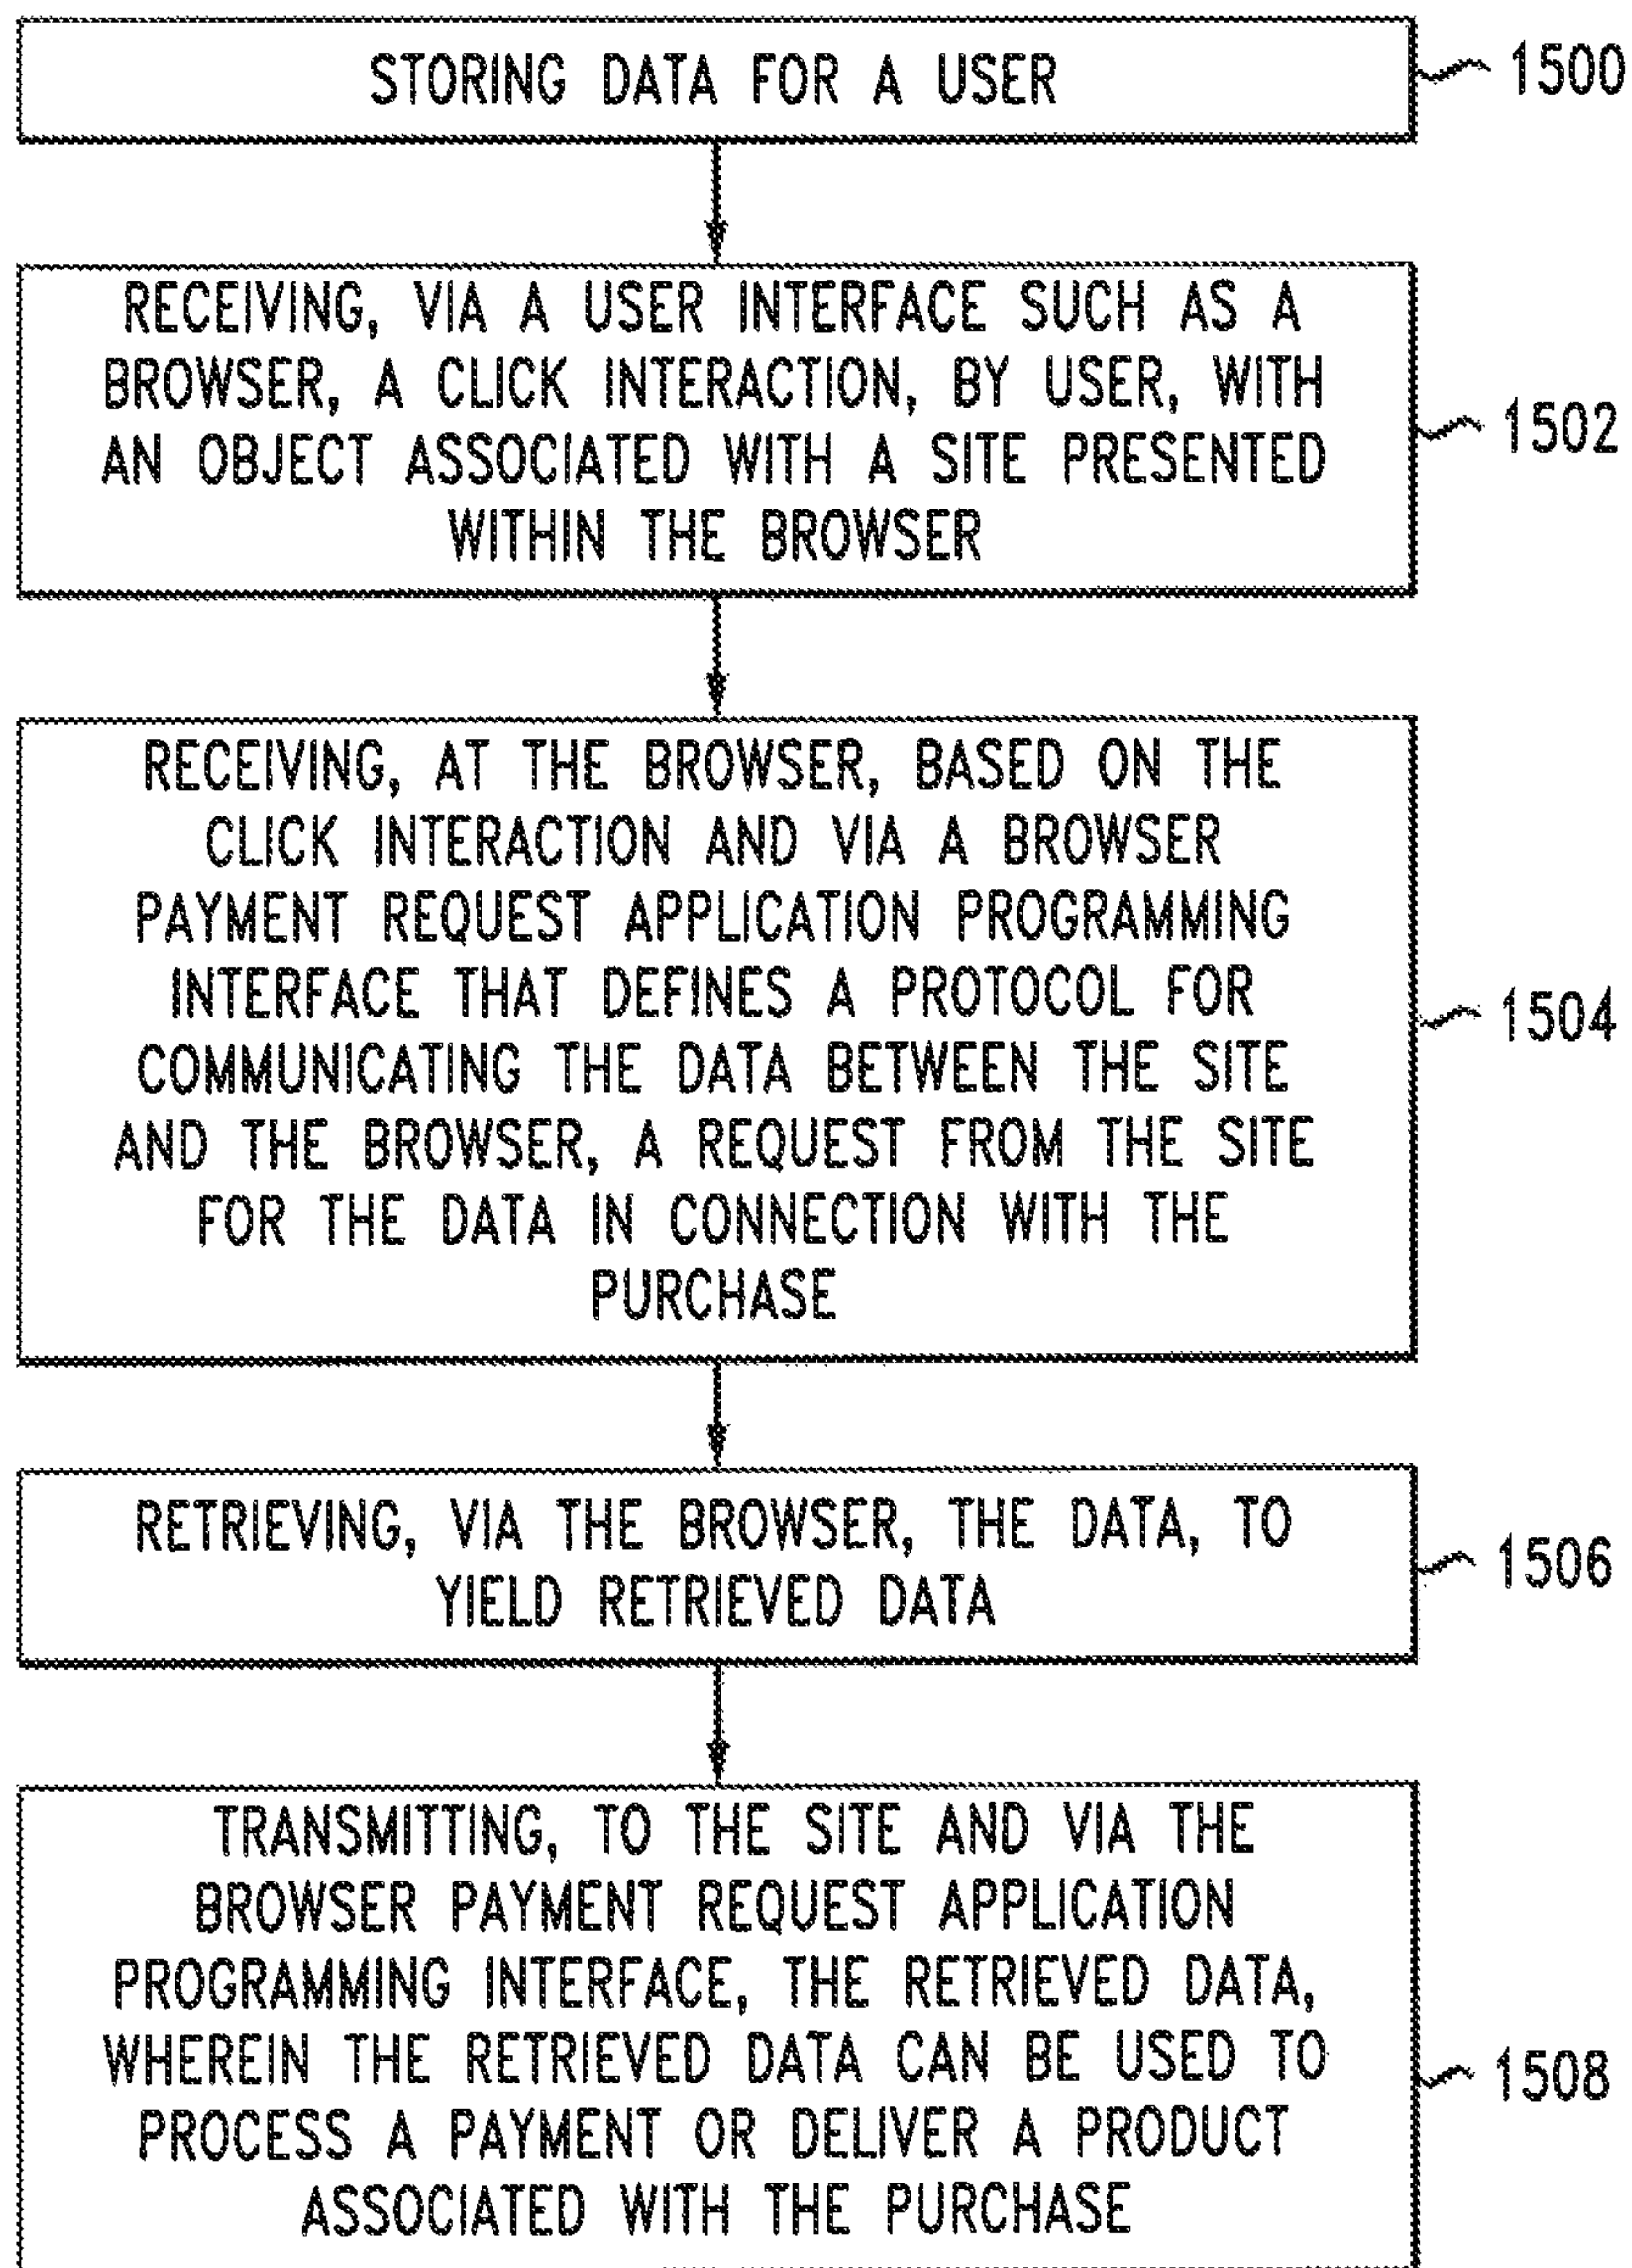 STORING DATA FOR A USER
1500
RECEIVING, VIA A USER INTERFACE SUCH AS A
BROWSER, A CLICK INTERACTION, BY USER, WITH
AN OBJECT ASSOCIATED WITH A SITE PRESENTED
WITHIN THE BROWSER
1502
RECEIVING, AT THE BROWSER, BASED ON THE
CLICK INTERACTION AND VIA A BROWSER
PAYMENT REQUEST APPLICATION PROGRAMMING
INTERFACE THAT DEFINES A PROTOCOL FOR
COMMUNICATING THE DATA BETWEEN THE SITE
AND THE BROWSER, A REQUEST FROM THE SITE
FOR THE DATA IN CONNECTION WITH THE
PURCHASE
1504
RETRIEVING, VIA THE BROWSER, THE DATA, TO
YIELD RETRIEVED DATA
1506
TRANSMITTING, TO THE SITE AND VIA THE
BROWSER PAYMENT REQUEST APPLICATION
PROGRAMMING INTERFACE, THE RETRIEVED DATA,
WHEREIN THE RETRIEVED DATA CAN BE USED TO
PROCESS A PAYMENT OR DELIVER A PRODUCT
ASSOCIATED WITH THE PURCHASE
1508